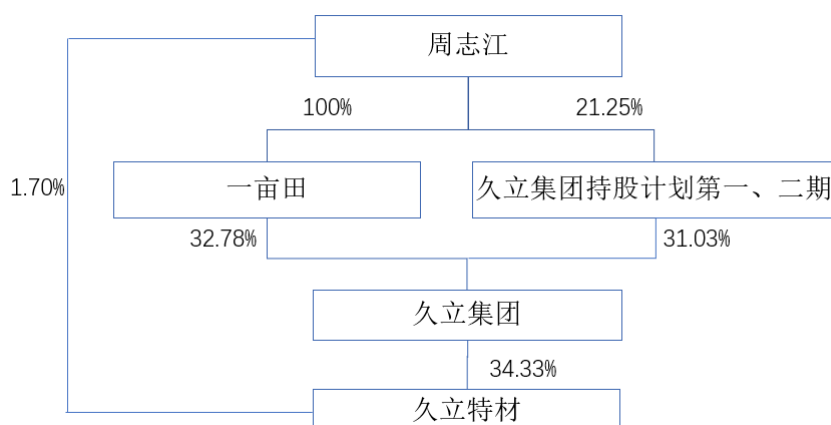 周志江
100%
21.25%
1.70%
一亩田
久立集团持股计划第一、二期
32.78%
31.03%
久立集团
34.33%
久立特材